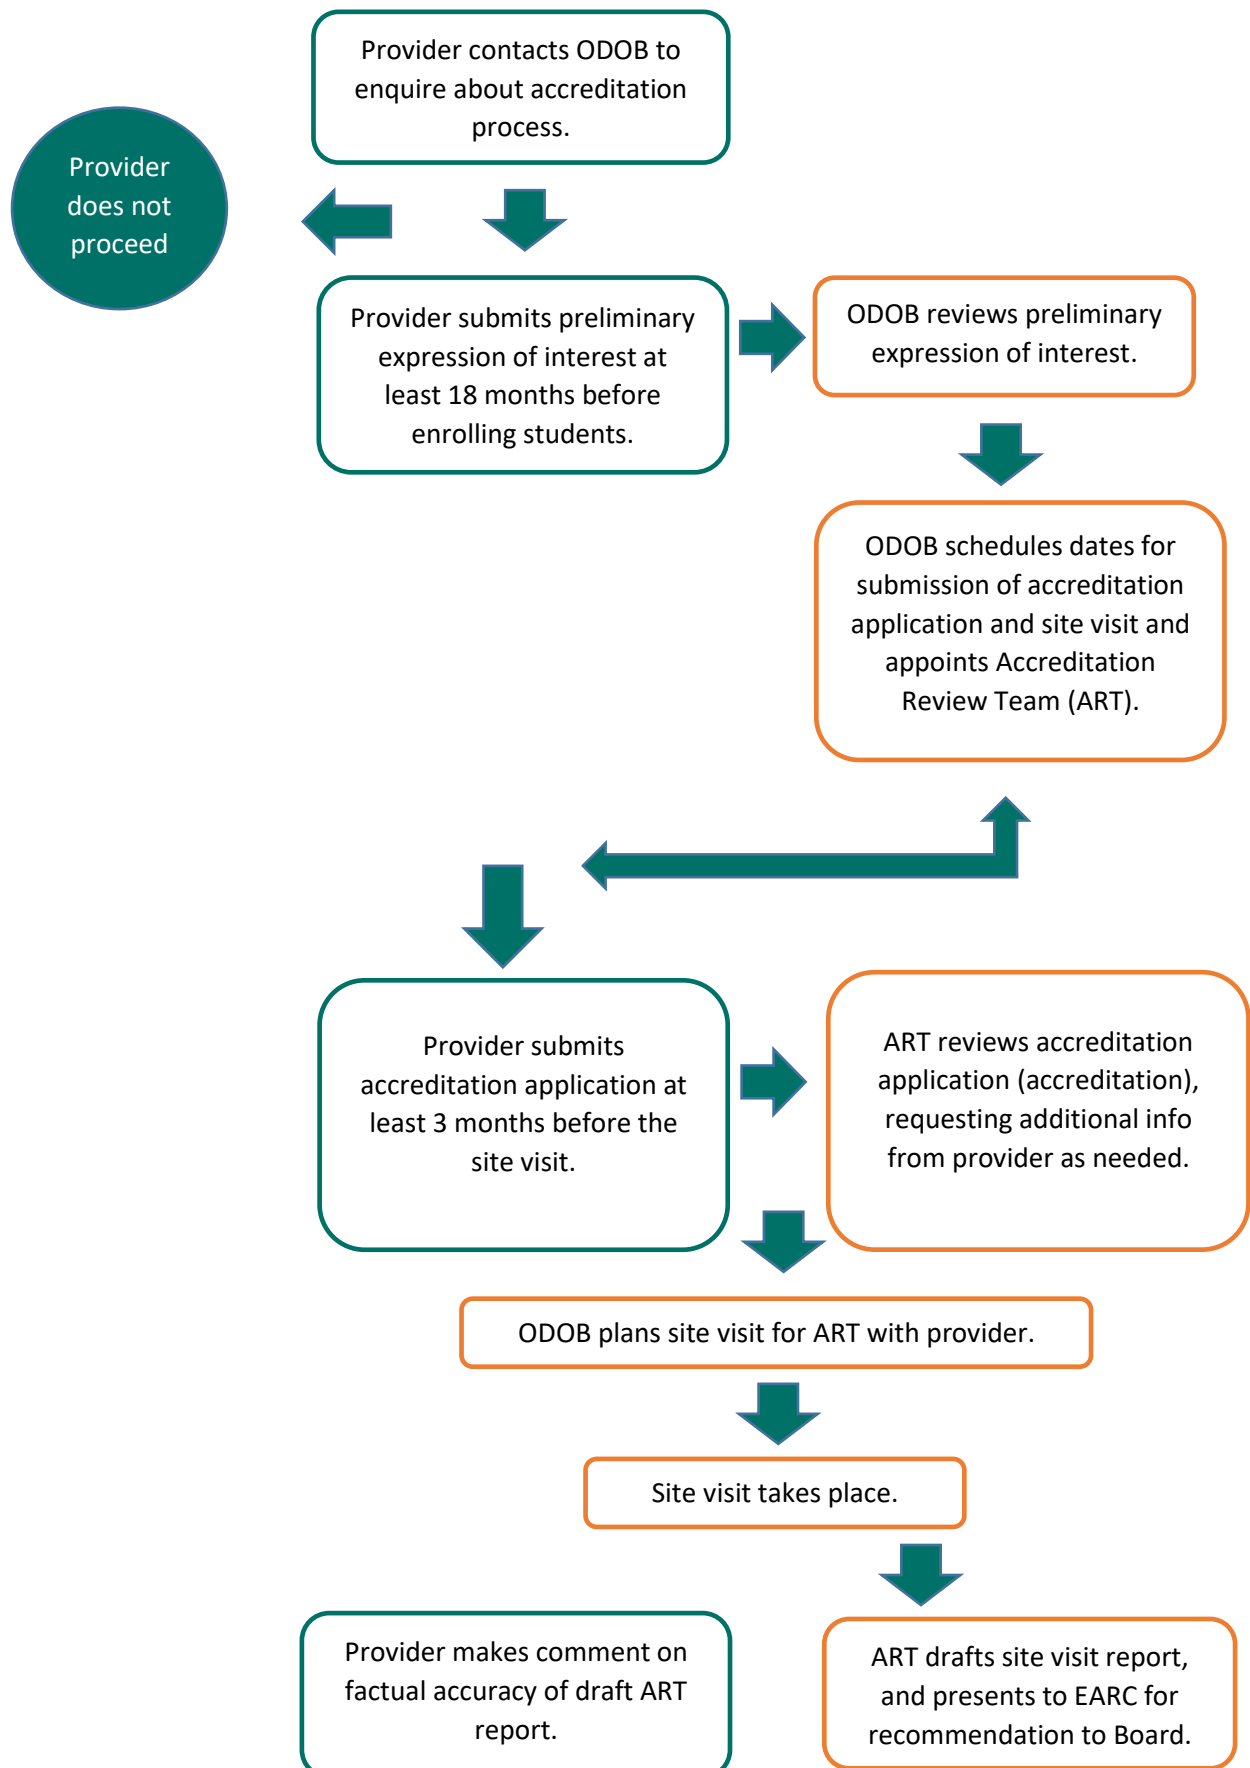 Provider contacts ODOB to
enquire about accreditation
process.
Provider
does not
proceed
Provider submits preliminary
expression of interest at
least 18 months before
enrolling students.
ODOB reviews preliminary
expression of interest.
ODOB schedules dates for
submission of accreditation
application and site visit and
appoints Accreditation
Review Team (ART).
Provider submits
accreditation application at
least 3 months before the
site visit.
ART reviews accreditation
application (accreditation),
requesting additional info
from provider as needed.
ODOB plans site visit for ART with provider.
Site visit takes place.
Provider makes comment on
factual accuracy of draft ART
report.
ART drafts site visit report,
and presents to EARC for
recommendation to Board.